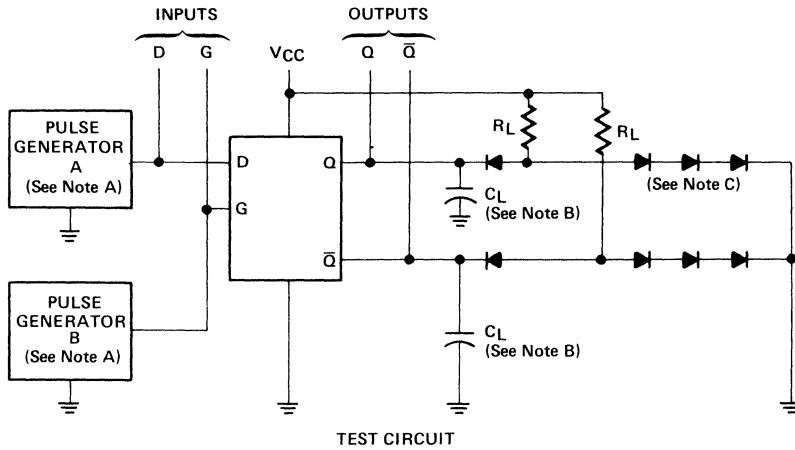 INPUTS
OUTPUTS
D G
VCC
Q Q̅
PULSE
GENERATOR
A
(See Note A)
D
Q
RL
RL
G
CL
(See Note B)
(See Note C)
Q̅
PULSE
GENERATOR
B
(See Note A)
CL
(See Note B)
TEST CIRCUIT